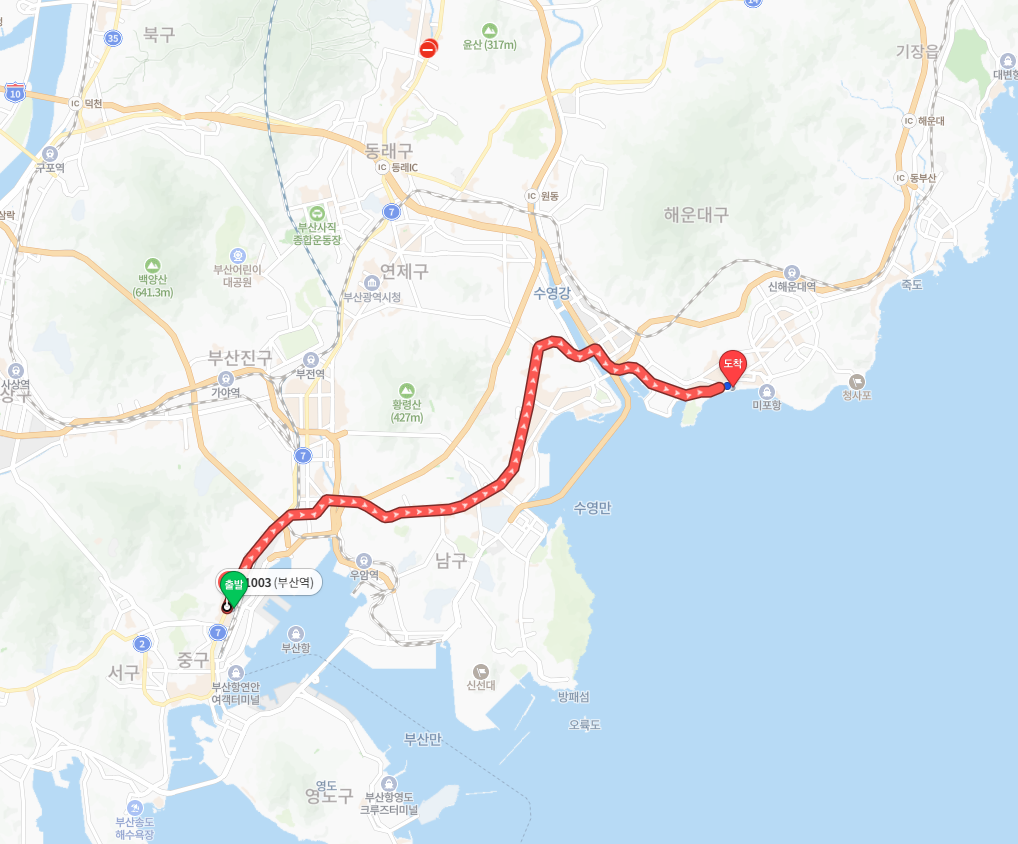 14
북구
35
윤산 (317m)
기장읍
대변항
10
IC 덕천
IC 해운대
동래구
구포역
IC 동래IC
IC 동부산
IC 원동
7
해운대구
부산사직
종합운동장
부산어린이
대공원
연제구
백양산
(641.3m)
부산광역시청
수영강
신해운대역
죽도
부산진구
부전역
도착
사상역
가야역
황령산
(427m)
미포항
청사포
7
수영만
남구
우암역
출발
1003 (부산역)
7
2
부산항
서구
중구
부산항연안
여객터미널
신선대
방패섬
오륙도
부산만
영도
영도구
부산항영도
크루즈터미널
부산송도
해수욕장